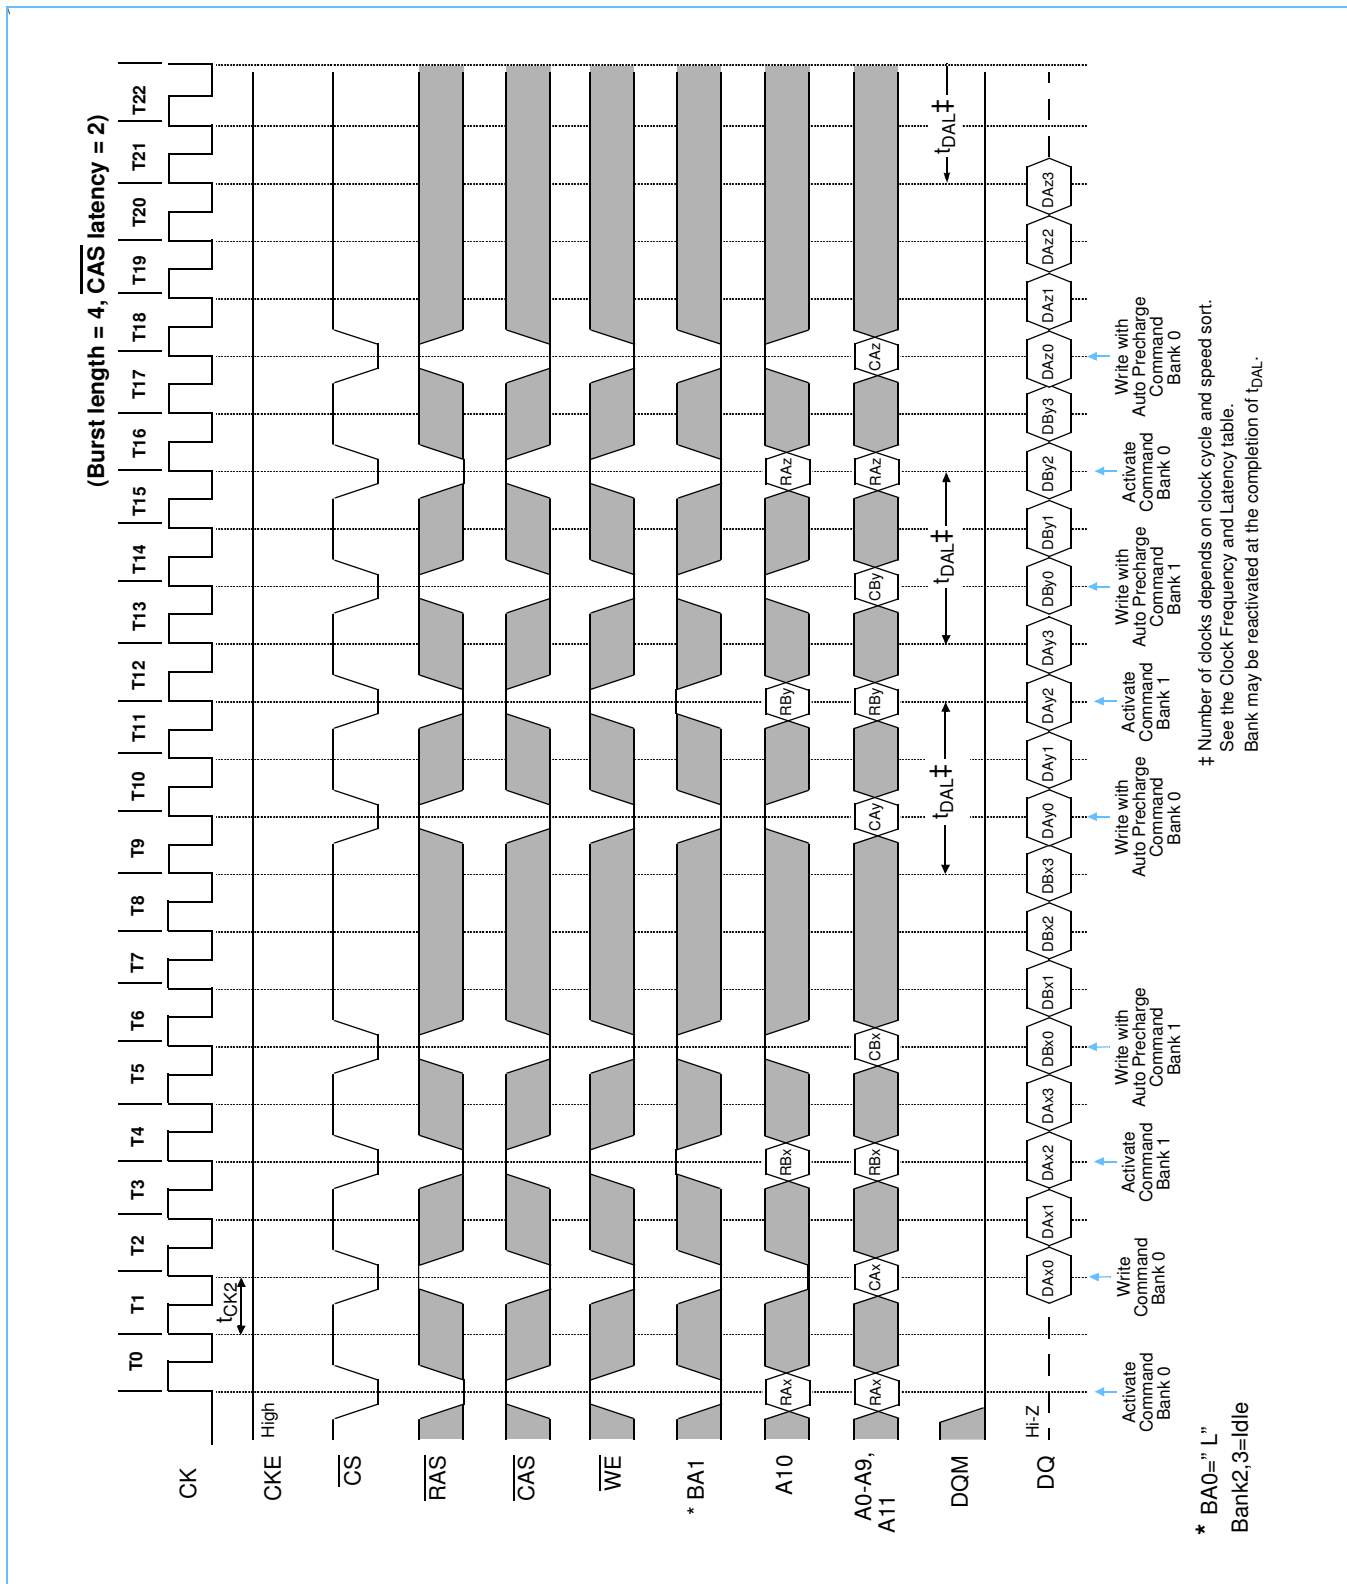 (Burst length = 4, CAS latency = 2)
T0 T1 T2 T3 T4 T5 T6 T7 T8 T9 T10 T11 T12 T13 T14 T15 T16 T17 T18 T19 T20 T21 T22
CK
tCK2
CKE
High
CS
RAS
CAS
WE
* BA1
A10
RAx RBx RBy RAz
A0-A9,
A11
RAx CAx RBx CBx CAy RBy CBy RAz CAz
DQM
tDAL‡ tDAL‡ tDAL‡
DQ
Hi-Z
DAx0 DAx1 DAx2 DAx3 DBx0 DBx1 DBx2 DBx3 DAy0 DAy1 DAy2 DAy3 DBy0 DBy1 DBy2 DBy3 DAz0 DAz1 DAz2 DAz3
Activate
Command
Bank 0
Write
Command
Bank 0
Activate
Command
Bank 1
Write with
Auto Precharge
Command
Bank 1
Write with
Auto Precharge
Command
Bank 0
Activate
Command
Bank 1
Write with
Auto Precharge
Command
Bank 1
Activate
Command
Bank 0
Write with
Auto Precharge
Command
Bank 0
* BA0=" L"
Bank2,3=Idle
‡ Number of clocks depends on clock cycle and speed sort.
See the Clock Frequency and Latency table.
Bank may be reactivated at the completion of tDAL.